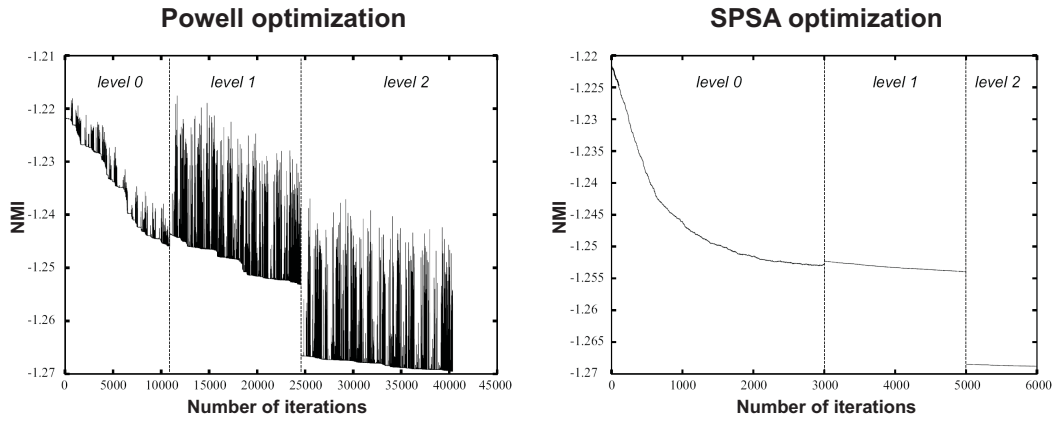 Powell optimization
SPSA optimization
-1.21
-1.22
-1.23
-1.24
-1.25
-1.26
-1.27
NMI
level 0
level 1
level 2
0
5000
10000
15000
20000
25000
30000
35000
40000
45000
Number of iterations
-1.22
-1.225
-1.23
-1.235
-1.24
-1.245
-1.25
-1.255
-1.26
-1.265
-1.27
NMI
level 0
level 1
level 2
0
1000
2000
3000
4000
5000
6000
Number of iterations